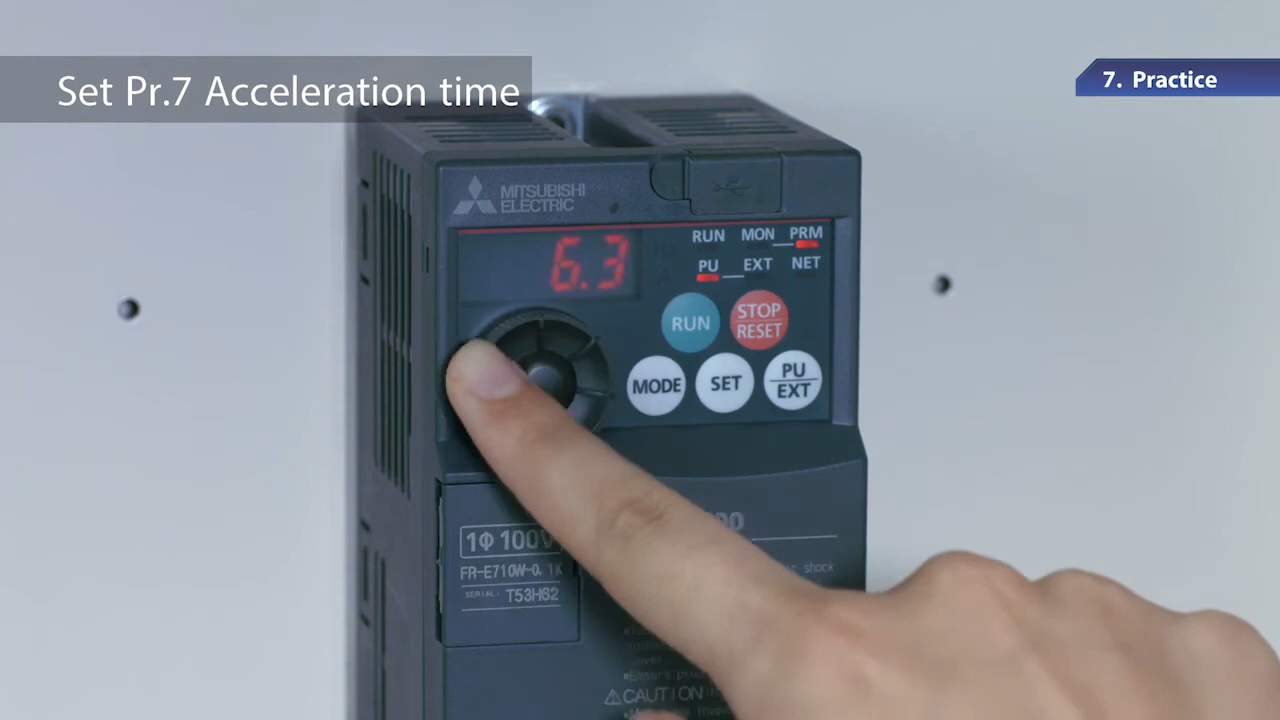 Set Pr.7 Acceleration time
7. Practice
MITSUBISHI
ELECTRIC
6.3
RUN MON PRM
PU EXT NET
RUN
STOP
RESET
MODE
SET
PU
EXT
1Φ 100V
FR-E710W-0.1K
SERIAL: T53H62
shock
⚠CAUTION